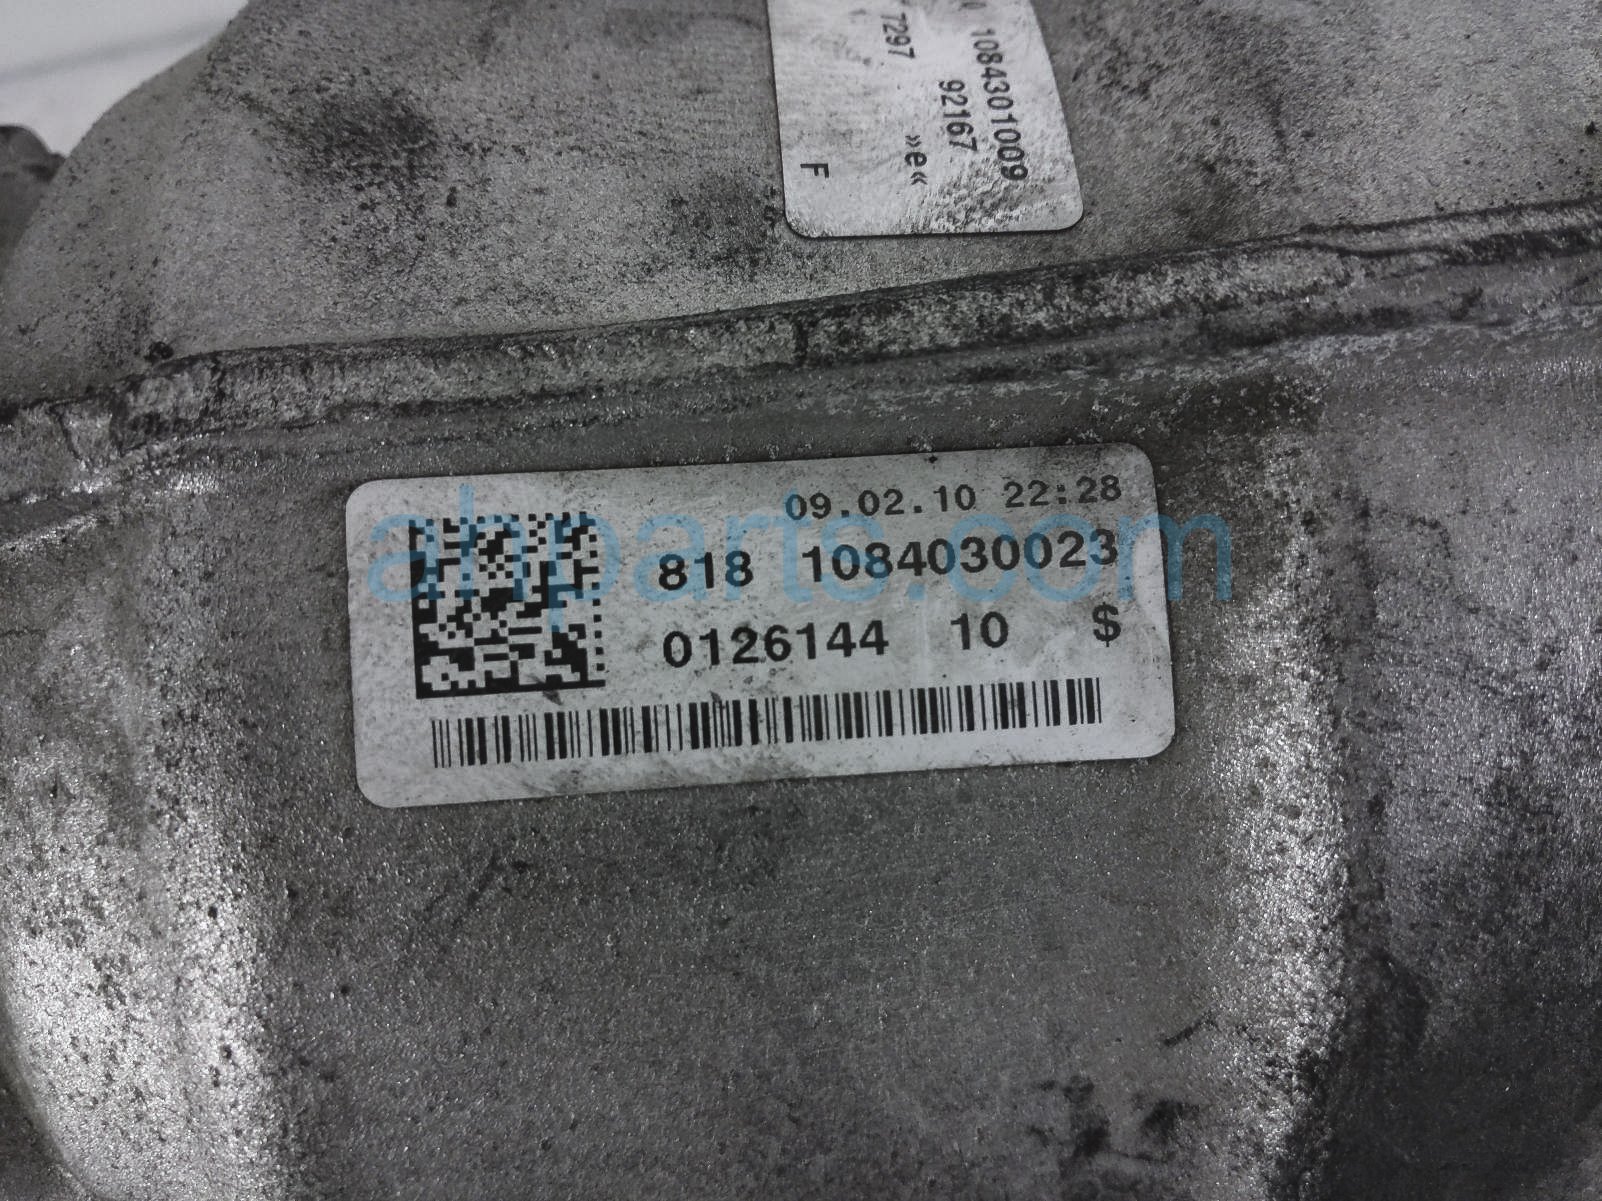 1084301009
92167
7297
»e«
F
09.02.10 22:28
818 1084030023
0126144 10 $
ahparts.com